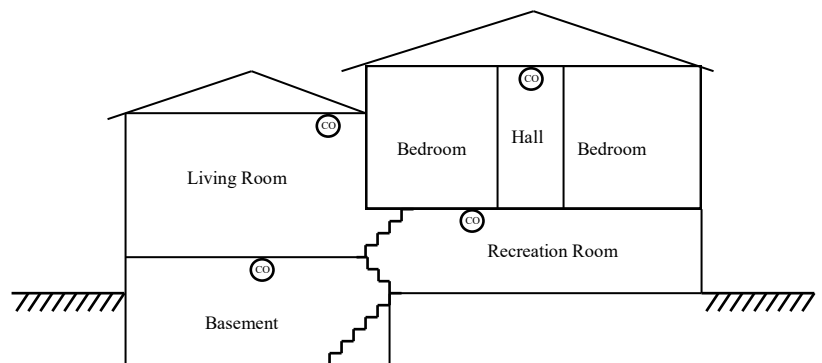 CO
Hall
CO
Bedroom
Bedroom
Living Room
CO
Recreation Room
CO
Basement